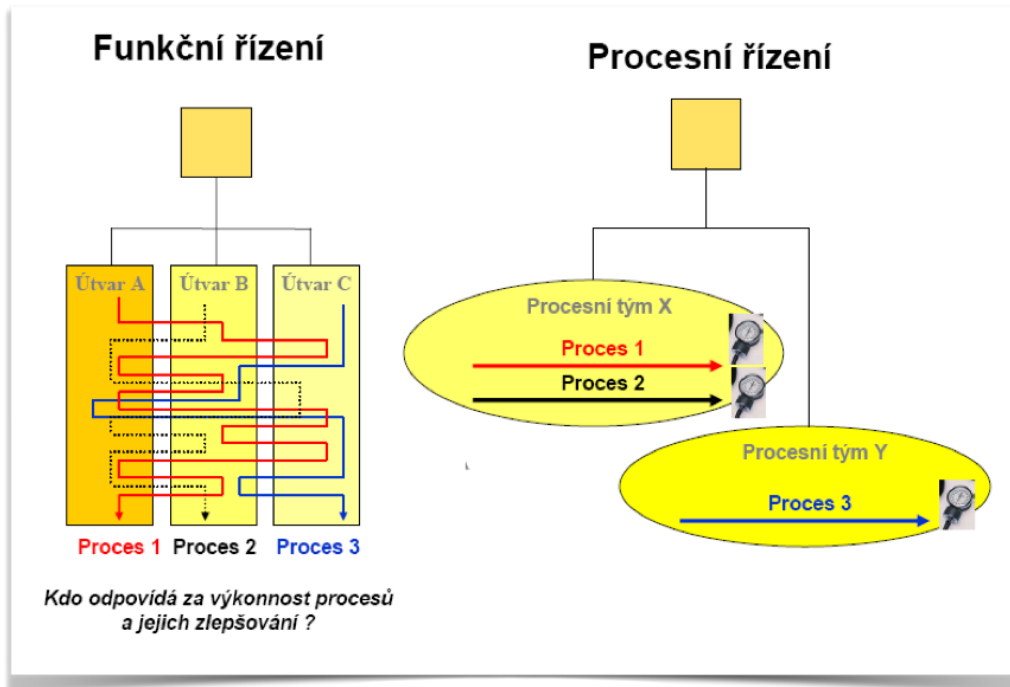 Funkční řízení
Útvar A
Útvar B
Útvar C
Proces 1
Proces 2
Proces 3
Kdo odpovídá za výkonnost procesů
a jejich zlepšování ?
Procesní řízení
Procesní tým X
Proces 1
Proces 2
Procesní tým Y
Proces 3